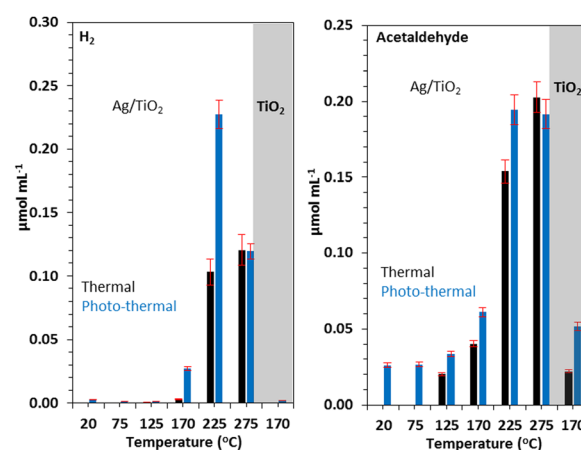 H2
Ag/TiO2
TiO2
Thermal
Photo-thermal
µmol mL-1
0.30
0.25
0.20
0.15
0.10
0.05
0.00
20 75 125 170 225 275 170
Temperature (oC)
Acetaldehyde
Ag/TiO2
TiO2
Thermal
Photo-thermal
µmol mL-1
0.25
0.20
0.15
0.10
0.05
0.00
20 75 125 170 225 275 170
Temperature (oC)